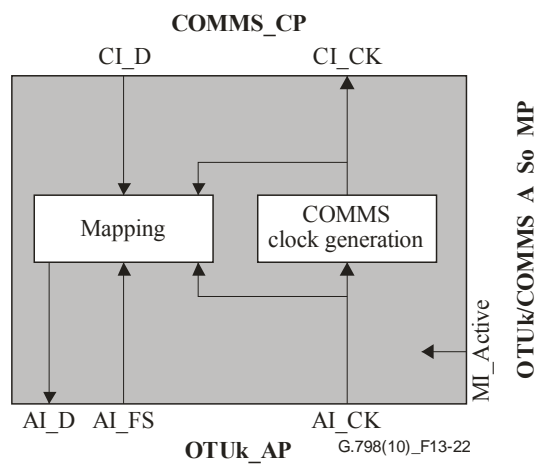 COMMS_CP
CI_D
CI_CK
Mapping
COMMS
clock generation
MI_Active
OTUk/COMMS_A_So_MP
AI_D
AI_FS
AI_CK
OTUk_AP
G.798(10)_F13-22